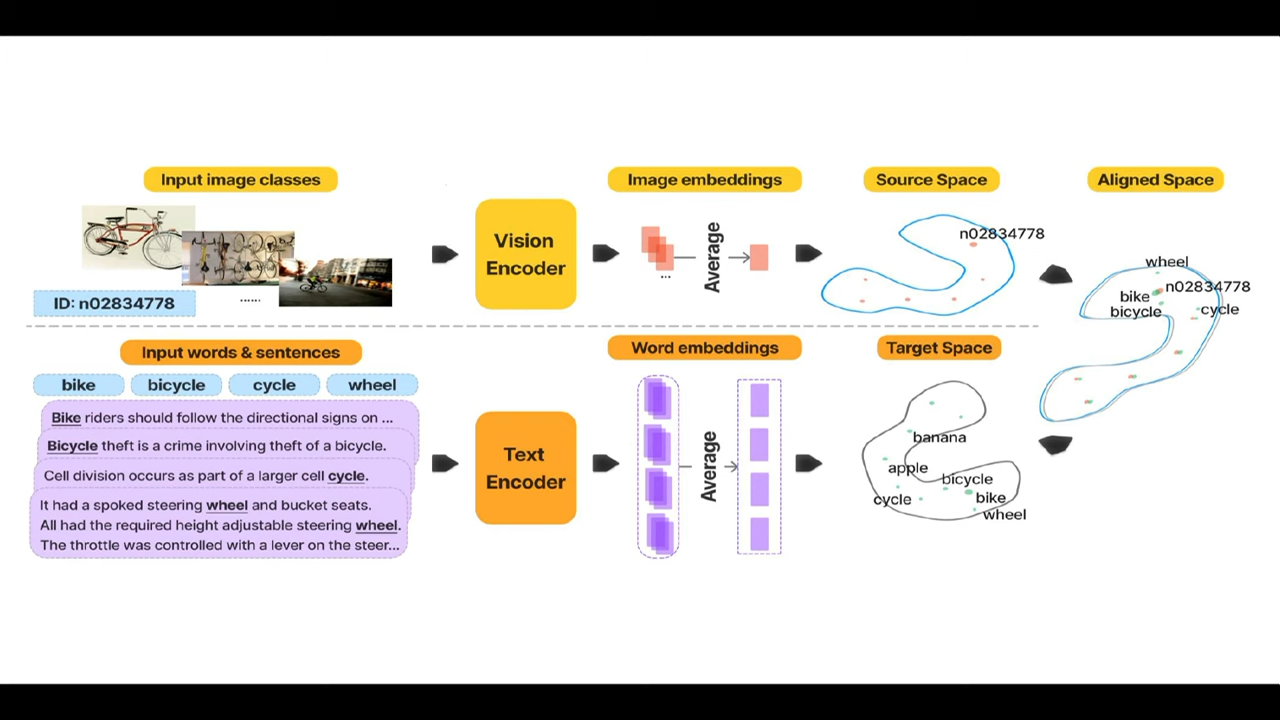 Input image classes
ID: n02834778
......
Vision
Encoder
Image embeddings
...
Average
Source Space
n02834778
Aligned Space
wheel
n02834778
bike
bicycle
cycle
Input words & sentences
bike
bicycle
cycle
wheel
Bike riders should follow the directional signs on ...
Bicycle theft is a crime involving theft of a bicycle.
Cell division occurs as part of a larger cell cycle.
It had a spoked steering wheel and bucket seats.
All had the required height adjustable steering wheel.
The throttle was controlled with a lever on the steer...
Text
Encoder
Word embeddings
Average
Target Space
banana
apple
bicycle
cycle
bike
wheel